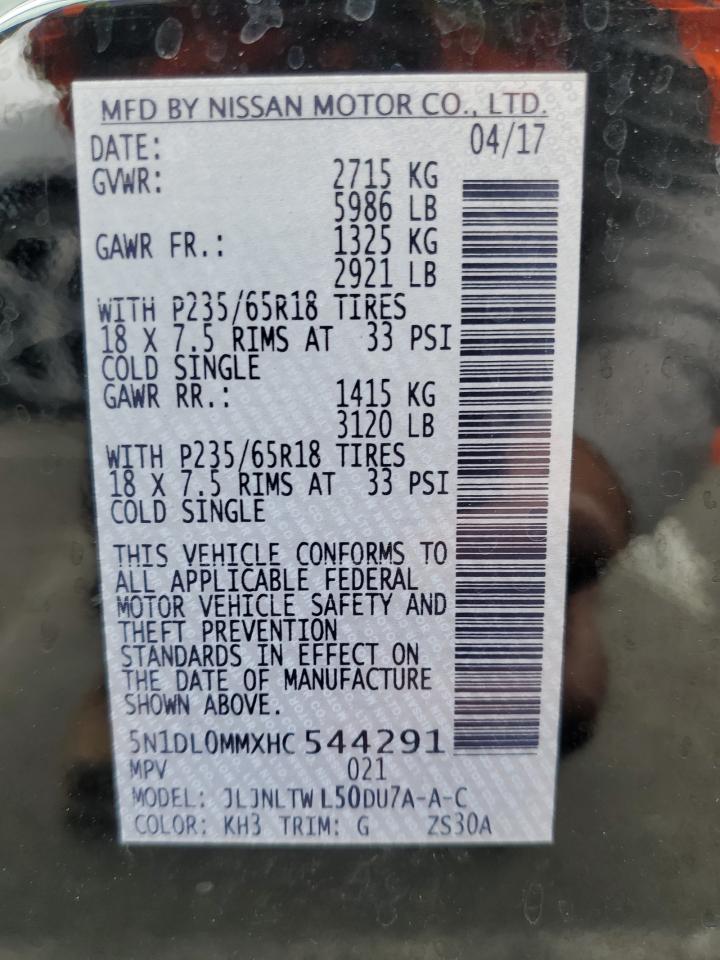 MFD BY NISSAN MOTOR CO., LTD.
DATE: 04/17
GVWR: 2715 KG
5986 LB
GAWR FR.: 1325 KG
2921 LB
WITH P235/65R18 TIRES
18 X 7.5 RIMS AT 33 PSI
COLD SINGLE
GAWR RR.: 1415 KG
3120 LB
WITH P235/65R18 TIRES
18 X 7.5 RIMS AT 33 PSI
COLD SINGLE
THIS VEHICLE CONFORMS TO
ALL APPLICABLE FEDERAL
MOTOR VEHICLE SAFETY AND
THEFT PREVENTION
STANDARDS IN EFFECT ON
THE DATE OF MANUFACTURE
SHOWN ABOVE.
5N1DL0MMXHC 544291
MPV 021
MODEL: JLJNLTW L50DU7A-A-C
COLOR: KH3 TRIM: G ZS30A